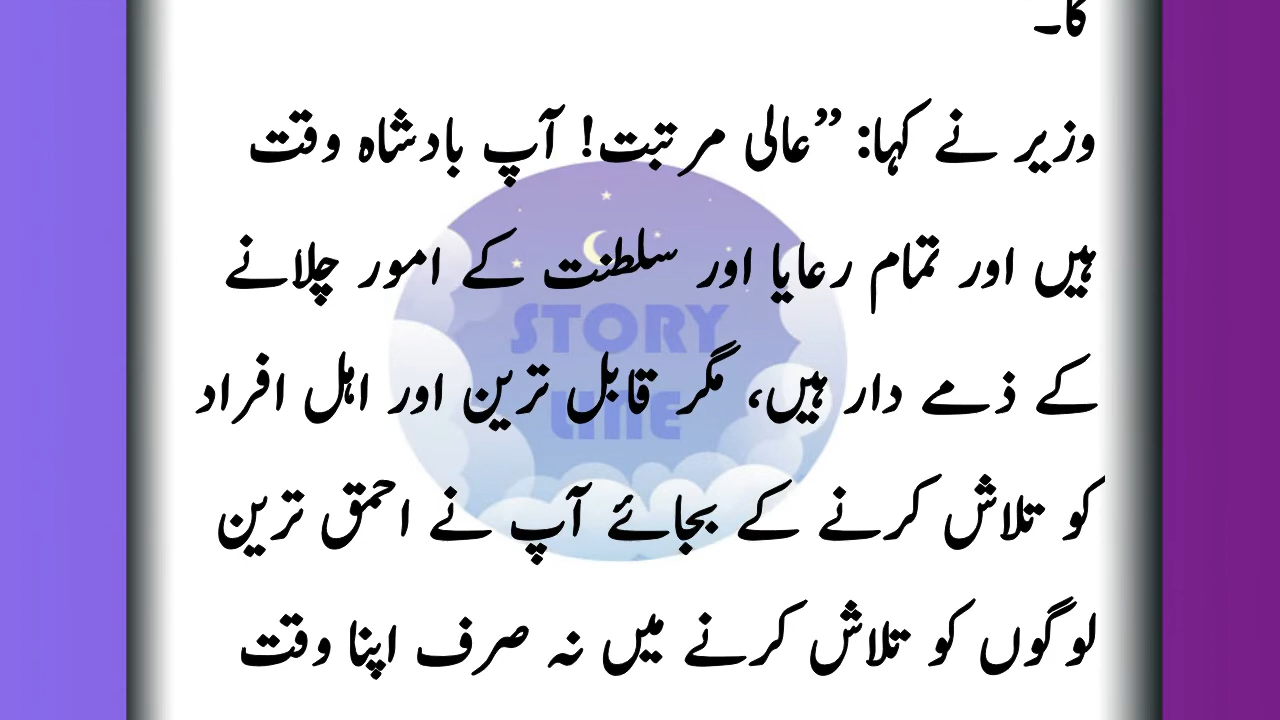 گا۔
وزیر نے کہا: ”عالی مرتبت! آپ بادشاہ وقت
ہیں اور تمام رعایا اور سلطنت کے امور چلانے
کے ذمے دار ہیں، مگر قابل ترین اور اہل افراد
کو تلاش کرنے کے بجائے آپ نے احمق ترین
لوگوں کو تلاش کرنے میں نہ صرف اپنا وقت
STORY
LINE